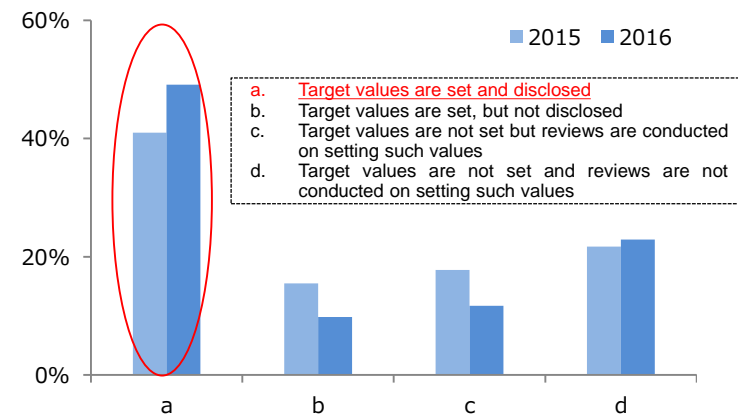 60%
2015 2016
a. Target values are set and disclosed
b. Target values are set, but not disclosed
c. Target values are not set but reviews are conducted
on setting such values
d. Target values are not set and reviews are not
conducted on setting such values
40%
20%
0%
a b c d